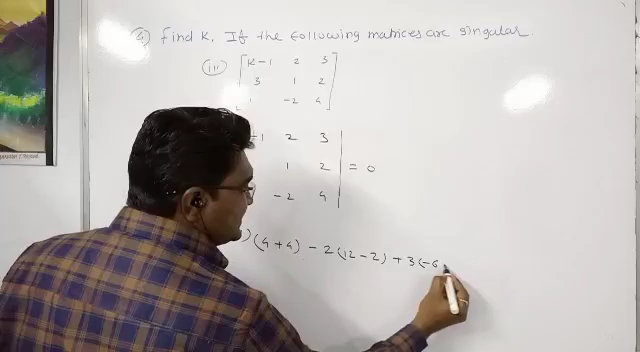 ④ Find K. If the following matrices are singular.
(iii) [K-1 2 3
3 1 2
1 -2 4]
-1 2 3
1 2 = 0
-2 4
) (4+4) - 2(12-2) + 3(-6